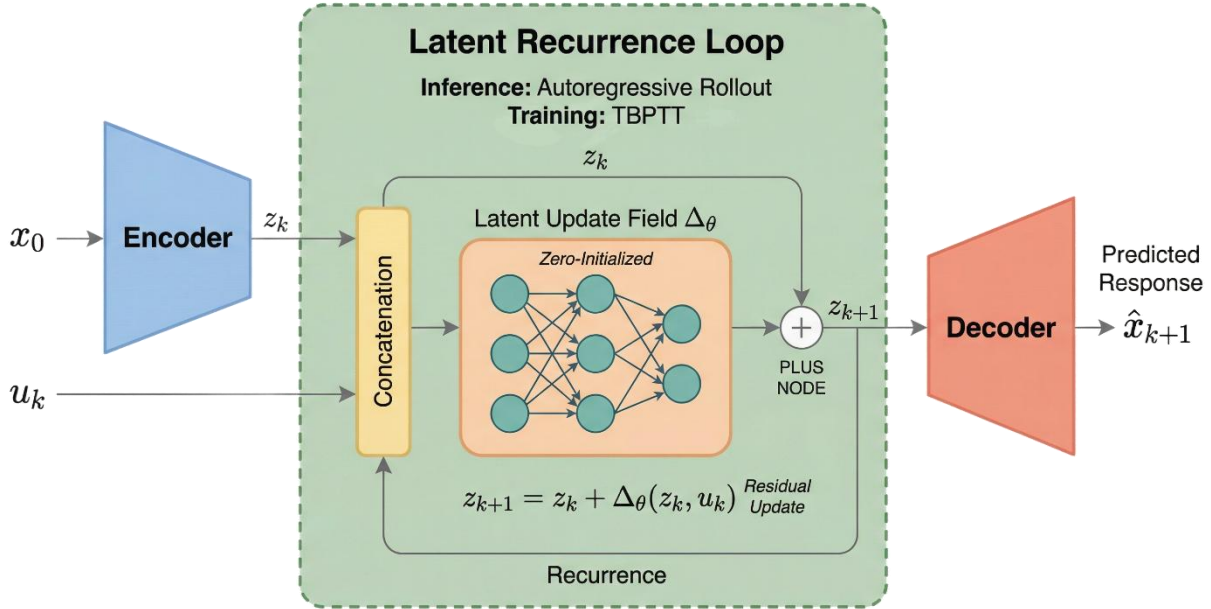 Latent Recurrence Loop
Inference: Autoregressive Rollout
Training: TBPTT
z_k
x_0
Encoder
z_k
u_k
Concatenation
Latent Update Field Δ_θ
Zero-Initialized
+
PLUS
NODE
z_{k+1}
Decoder
Predicted
Response
x̂_{k+1}
z_{k+1} = z_k + Δ_θ(z_k, u_k) Residual
Update
Recurrence